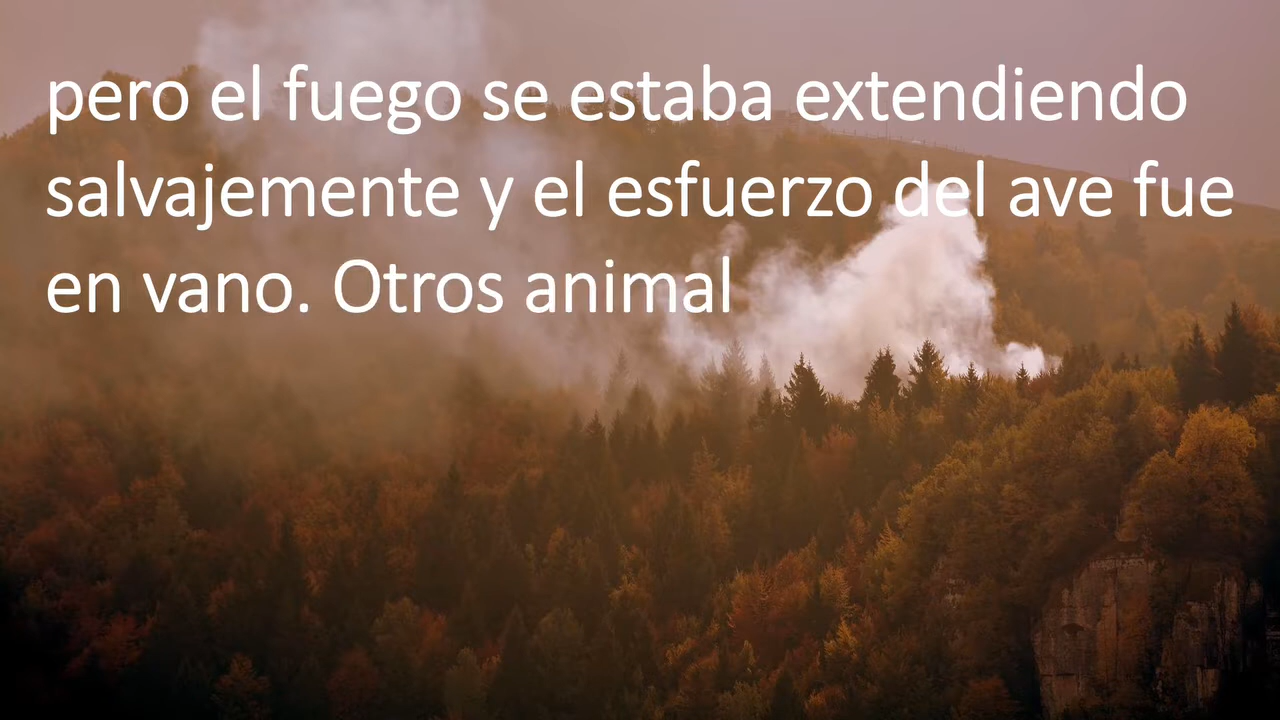 pero el fuego se estaba extendiendo
salvajemente y el esfuerzo del ave fue
en vano. Otros animal